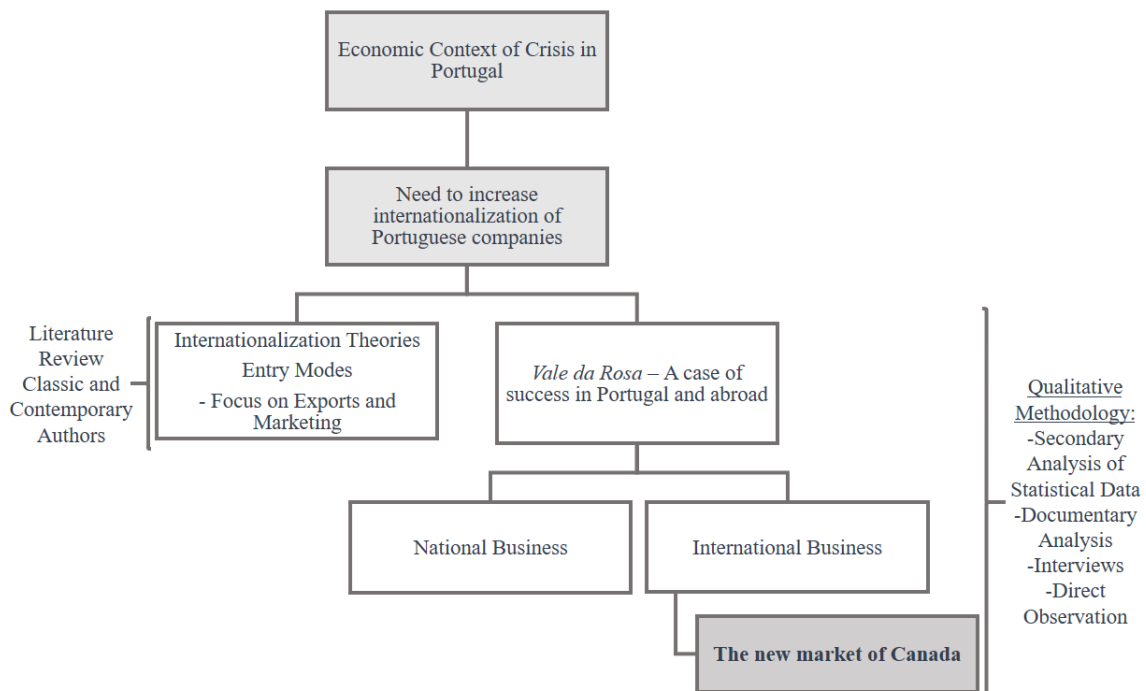 Economic Context of Crisis in
Portugal
Need to increase
internationalization of
Portuguese companies
Literature
Review
Classic and
Contemporary
Authors
Internationalization Theories
Entry Modes
- Focus on Exports and
Marketing
Vale da Rosa – A case of
success in Portugal and abroad
Qualitative
Methodology:
-Secondary
Analysis of
Statistical Data
-Documentary
Analysis
-Interviews
-Direct
Observation
National Business
International Business
The new market of Canada